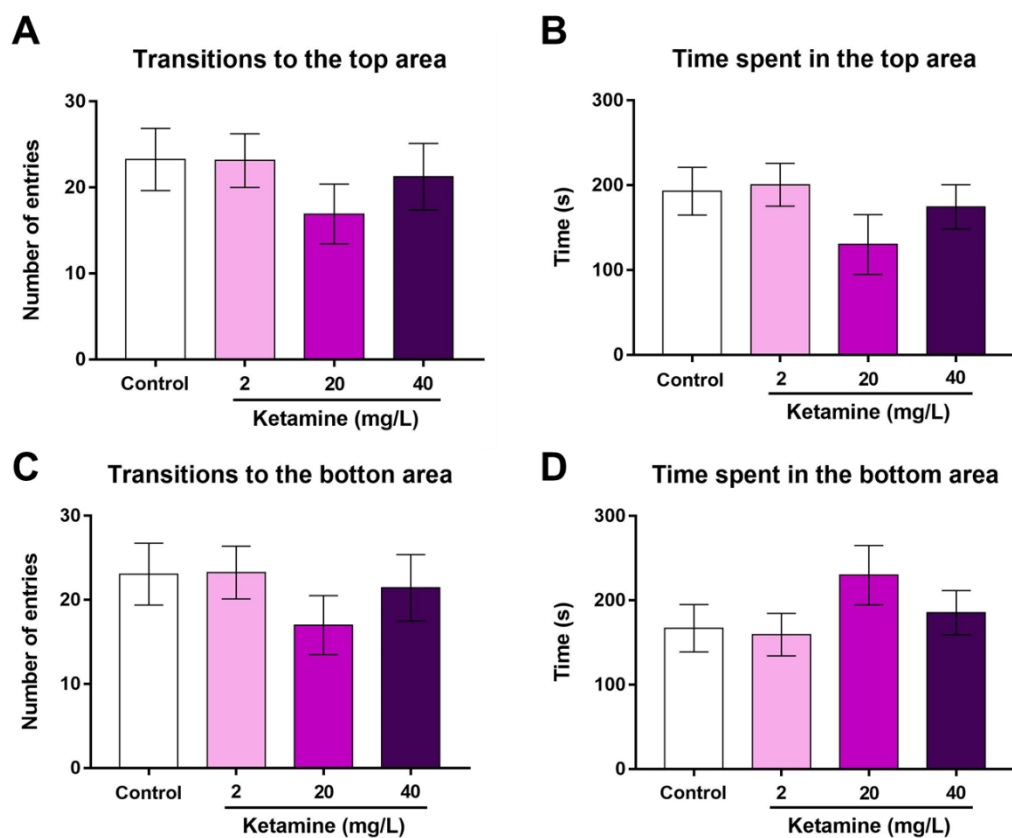 A
Transitions to the top area
Number of entries
30
20
10
0
Control 2 20 40
Ketamine (mg/L)
B
Time spent in the top area
Time (s)
300
200
100
0
Control 2 20 40
Ketamine (mg/L)
C
Transitions to the botton area
Number of entries
30
20
10
0
Control 2 20 40
Ketamine (mg/L)
D
Time spent in the bottom area
Time (s)
300
200
100
0
Control 2 20 40
Ketamine (mg/L)